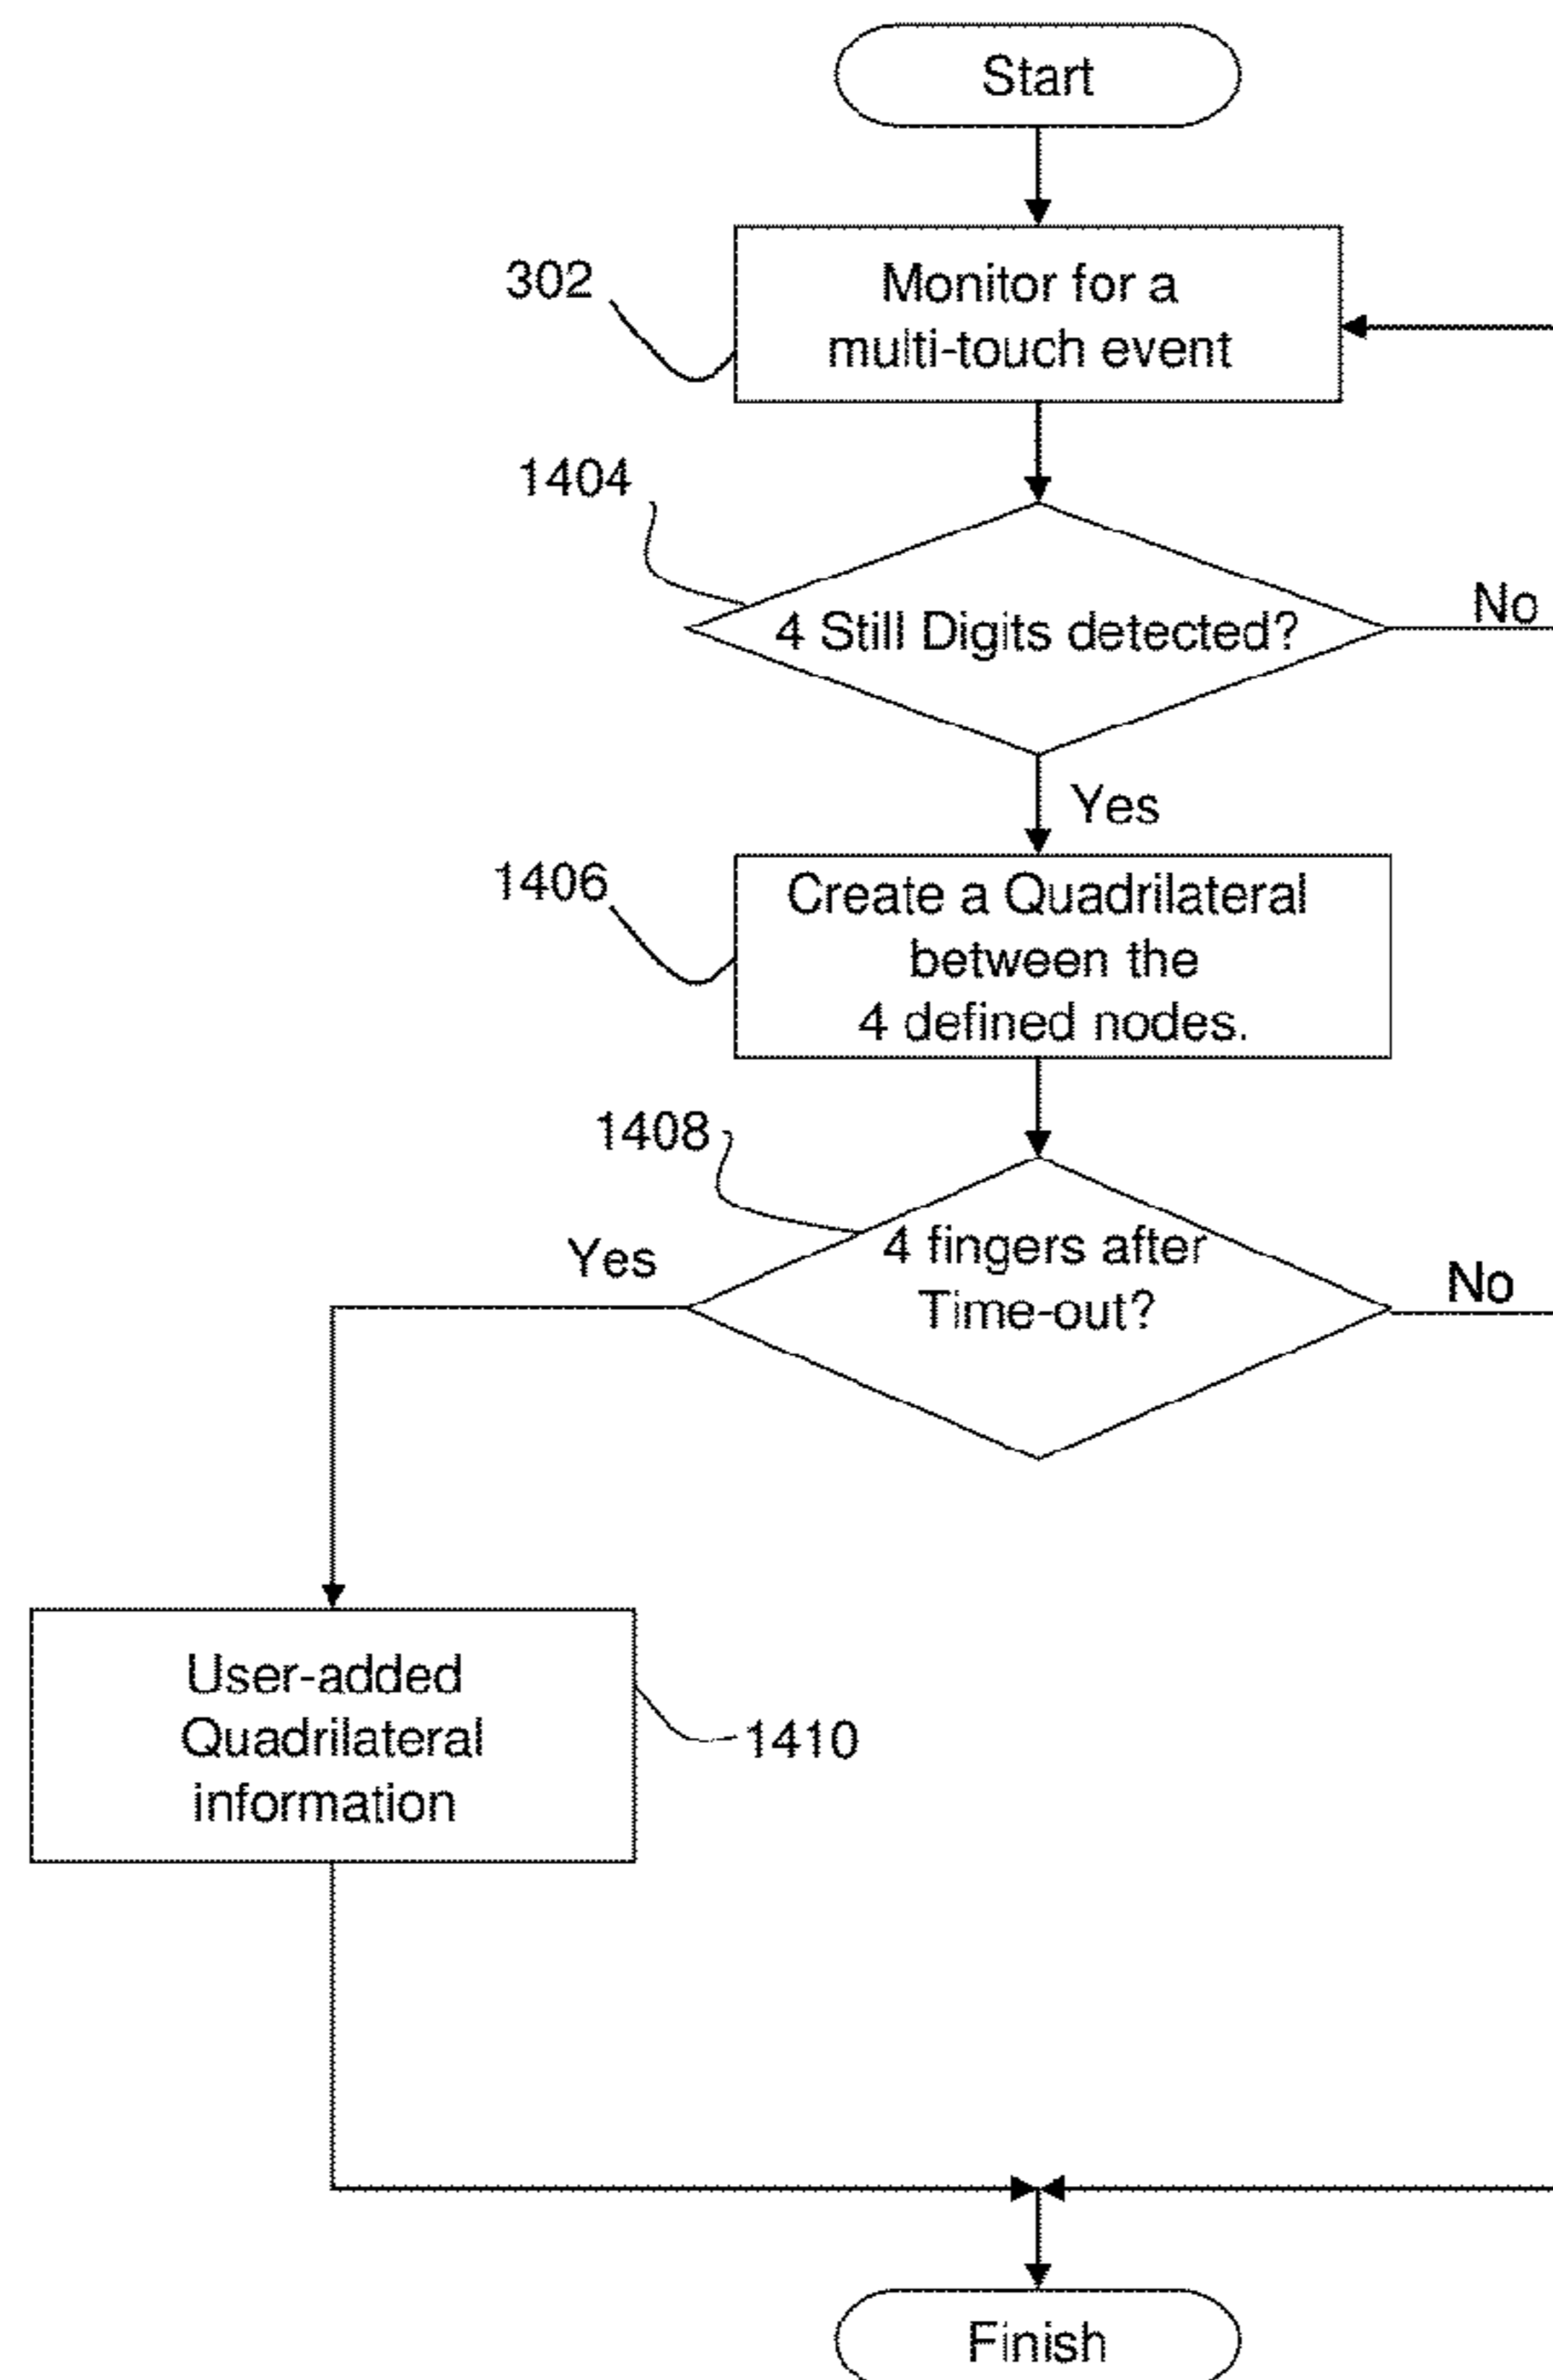 Start
302
Monitor for a
multi-touch event
1404
4 Still Digits detected?
No
Yes
1406
Create a Quadrilateral
between the
4 defined nodes.
1408
4 fingers after
Time-out?
Yes
No
User-added
Quadrilateral
information
1410
Finish